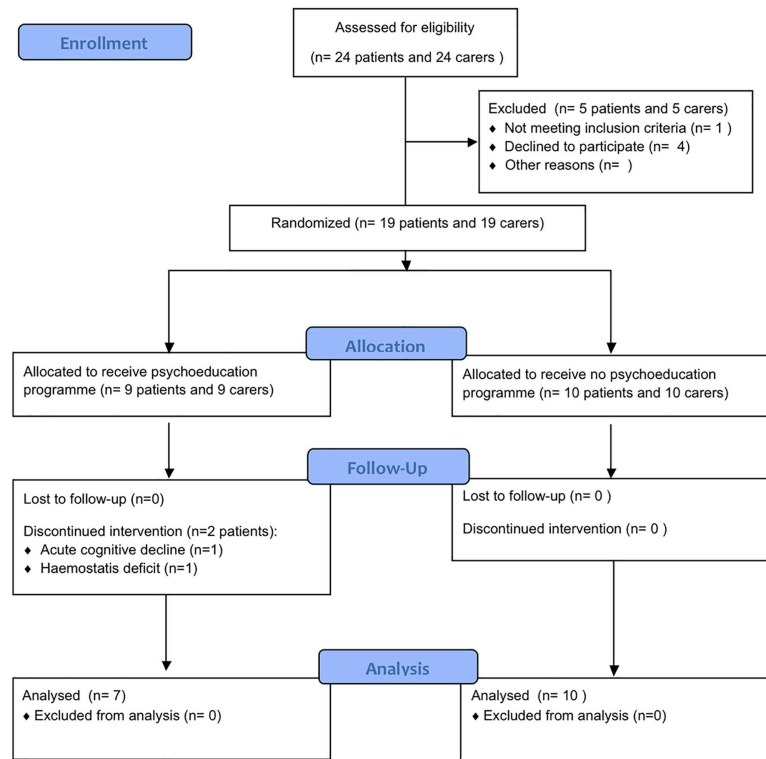 Enrollment
Assessed for eligibility
(n= 24 patients and 24 carers )
Excluded (n= 5 patients and 5 carers)
♦ Not meeting inclusion criteria (n= 1 )
♦ Declined to participate (n= 4)
♦ Other reasons (n= )
Randomized (n= 19 patients and 19 carers)
Allocation
Allocated to receive psychoeducation
programme (n= 9 patients and 9 carers)
Allocated to receive no psychoeducation
programme (n= 10 patients and 10 carers)
Follow-Up
Lost to follow-up (n=0)
Discontinued intervention (n=2 patients):
♦ Acute cognitive decline (n=1)
♦ Haemostatis deficit (n=1)
Lost to follow-up (n= 0 )
Discontinued intervention (n= 0 )
Analysis
Analysed (n= 7)
♦ Excluded from analysis (n= 0)
Analysed (n= 10 )
♦ Excluded from analysis (n=0)